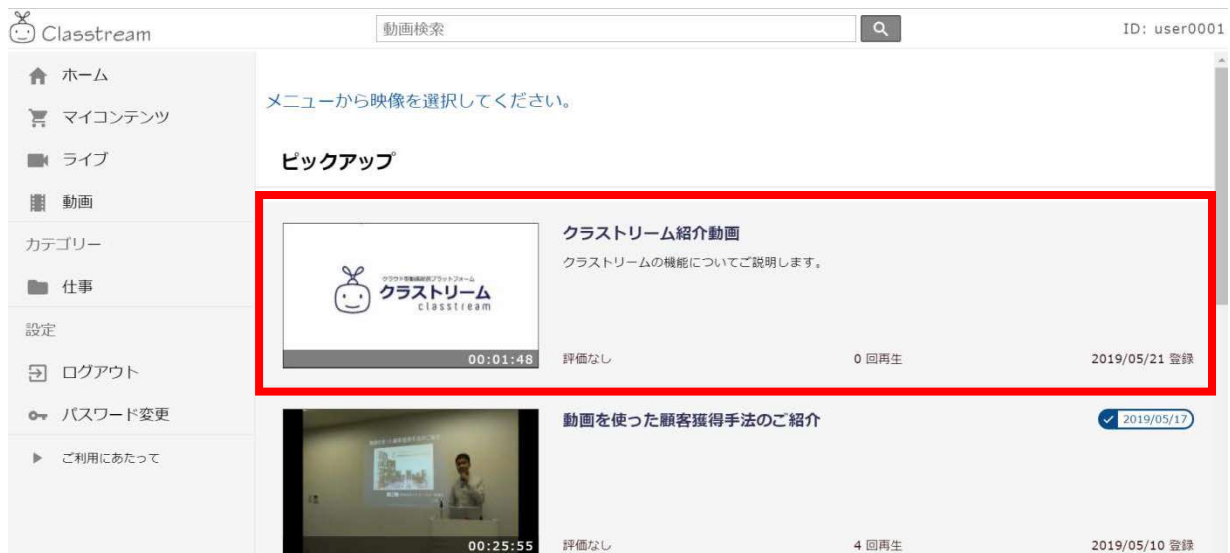 Classtream
動画検索
ID: user0001
ホーム
マイコンテンツ
ライブ
動画
カテゴリー
仕事
設定
ログアウト
パスワード変更
ご利用にあたって
メニューから映像を選択してください。
ピックアップ
クラストリーム
classtream
00:01:48
クラストリーム紹介動画
クラストリームの機能についてご説明します。
評価なし
0 回再生
2019/05/21 登録
00:25:55
動画を使った顧客獲得手法のご紹介
2019/05/17
評価なし
4 回再生
2019/05/10 登録